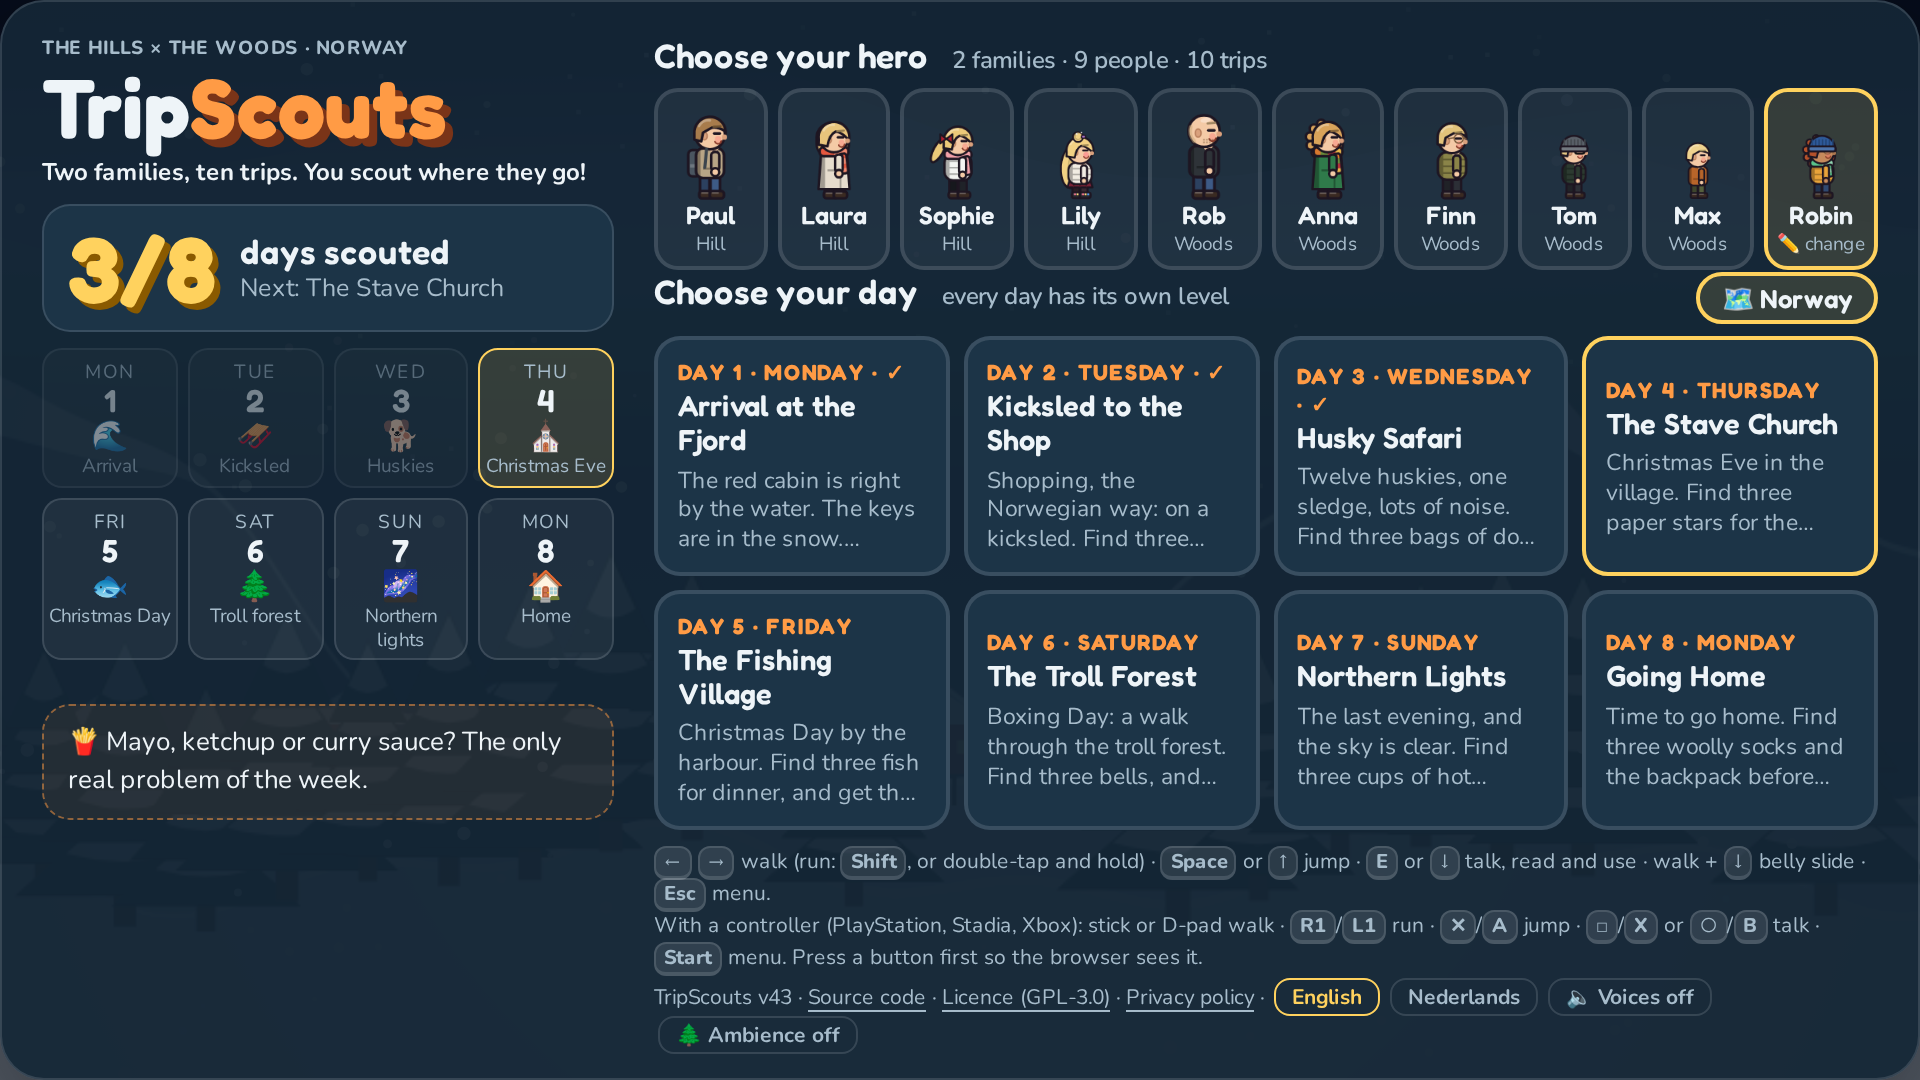 THE HILLS × THE WOODS · NORWAY
TripScouts
Two families, ten trips. You scout where they go!
3/8
days scouted
Next: The Stave Church
MON
1
Arrival
TUE
2
Kicksled
WED
3
Huskies
THU
4
Christmas Eve
FRI
5
Christmas Day
SAT
6
Troll forest
SUN
7
Northern
lights
MON
8
Home
🍟 Mayo, ketchup or curry sauce? The only
real problem of the week.
Choose your hero
2 families · 9 people · 10 trips
Paul
Hill
Laura
Hill
Sophie
Hill
Lily
Hill
Rob
Woods
Anna
Woods
Finn
Woods
Tom
Woods
Max
Woods
Robin
✏️ change
Choose your day
every day has its own level
🗺️ Norway
DAY 1 · MONDAY · ✓
Arrival at the
Fjord
The red cabin is right
by the water. The keys
are in the snow.…
DAY 2 · TUESDAY · ✓
Kicksled to the
Shop
Shopping, the
Norwegian way: on a
kicksled. Find three…
DAY 3 · WEDNESDAY
· ✓
Husky Safari
Twelve huskies, one
sledge, lots of noise.
Find three bags of do…
DAY 4 · THURSDAY
The Stave Church
Christmas Eve in the
village. Find three
paper stars for the…
DAY 5 · FRIDAY
The Fishing
Village
Christmas Day by the
harbour. Find three fish
for dinner, and get th…
DAY 6 · SATURDAY
The Troll Forest
Boxing Day: a walk
through the troll forest.
Find three bells, and…
DAY 7 · SUNDAY
Northern Lights
The last evening, and
the sky is clear. Find
three cups of hot…
DAY 8 · MONDAY
Going Home
Time to go home. Find
three woolly socks and
the backpack before…
← → walk (run: Shift, or double-tap and hold) · Space or ↑ jump · E or ↓ talk, read and use · walk + ↓ belly slide ·
Esc menu.
With a controller (PlayStation, Stadia, Xbox): stick or D-pad walk · R1/L1 run · ✕/A jump · □/X or ○/B talk ·
Start menu. Press a button first so the browser sees it.
TripScouts v43 · Source code · Licence (GPL-3.0) · Privacy policy · English Nederlands 🔈 Voices off
🌲 Ambience off